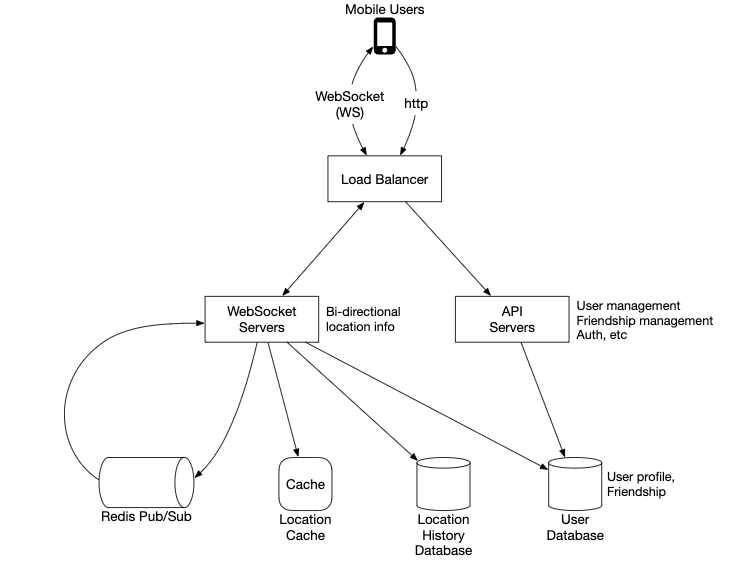 Mobile Users
WebSocket
(WS)
http
Load Balancer
WebSocket
Servers
Bi-directional
location info
API
Servers
User management
Friendship management
Auth, etc
Redis Pub/Sub
Cache
Location
Cache
Location
History
Database
User
Database
User profile,
Friendship